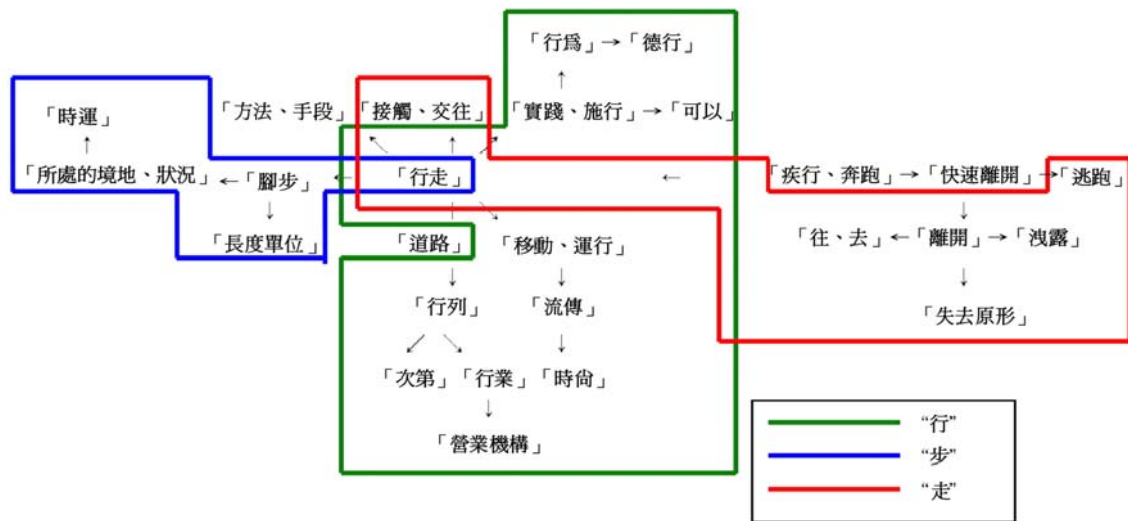 「行爲」→「德行」
↑
「時運」 「方法、手段」 「接觸、交往」 「實踐、施行」→「可以」
↑ ↖ ↑ ↗
「所處的境地、狀況」←「腳步」 ← 「行走」 ← 「疾行、奔跑」→「快速離開」→「逃跑」
↓ ↘ ↓
「長度單位」 「道路」 「移動、運行」 「往、去」←「離開」→「洩露」
↓ ↓ ↓
「行列」 「流傳」 「失去原形」
↙ ↘ ↓
「次第」 「行業」 「時尙」
↓
「營業機構」
“行”
“步”
“走”